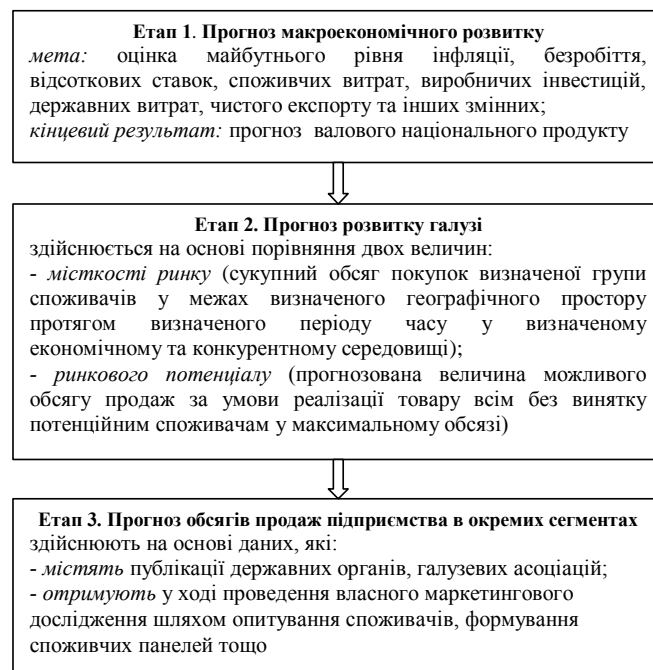 Етап 1. Прогноз макроекономічного розвитку
мета: оцінка майбутнього рівня інфляції, безробіття,
відсоткових ставок, споживчих витрат, виробничих інвестицій,
державних витрат, чистого експорту та інших змінних;
кінцевий результат: прогноз валового національного продукту
Етап 2. Прогноз розвитку галузі
здійснюється на основі порівняння двох величин:
- місткості ринку (сукупний обсяг покупок визначеної групи
споживачів у межах визначеного географічного простору
протягом визначеного періоду часу у визначеному
економічному та конкурентному середовищі);
- ринкового потенціалу (прогнозована величина можливого
обсягу продаж за умови реалізації товару всім без винятку
потенційним споживачам у максимальному обсязі)
Етап 3. Прогноз обсягів продаж підприємства в окремих сегментах
здійснюють на основі даних, які:
- містять публікації державних органів, галузевих асоціацій;
- отримують у ході проведення власного маркетингового
дослідження шляхом опитування споживачів, формування
споживчих панелей тощо